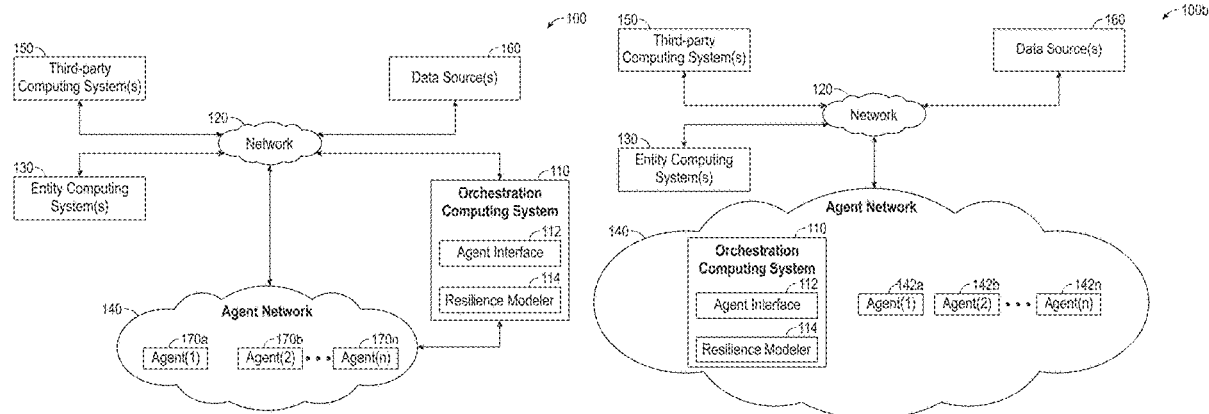 100
150
Third-party
Computing System(s)
160
Data Source(s)
120
Network
130
Entity Computing
System(s)
110
Orchestration
Computing System
112
Agent Interface
114
Resilience Modeler
140
Agent Network
170a
Agent(1)
170b
Agent(2)
170n
Agent(n)
100b
150
Third-party
Computing System(s)
160
Data Source(s)
120
Network
130
Entity Computing
System(s)
Agent Network
140
110
Orchestration
Computing System
112
Agent Interface
114
Resilience Modeler
142a
Agent(1)
142b
Agent(2)
142n
Agent(n)